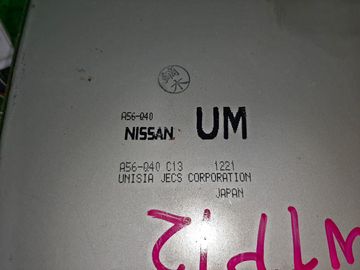 A56-040
NISSAN UM
A56-040 C13 1221
UNISIA JECS CORPORATION
JAPAN